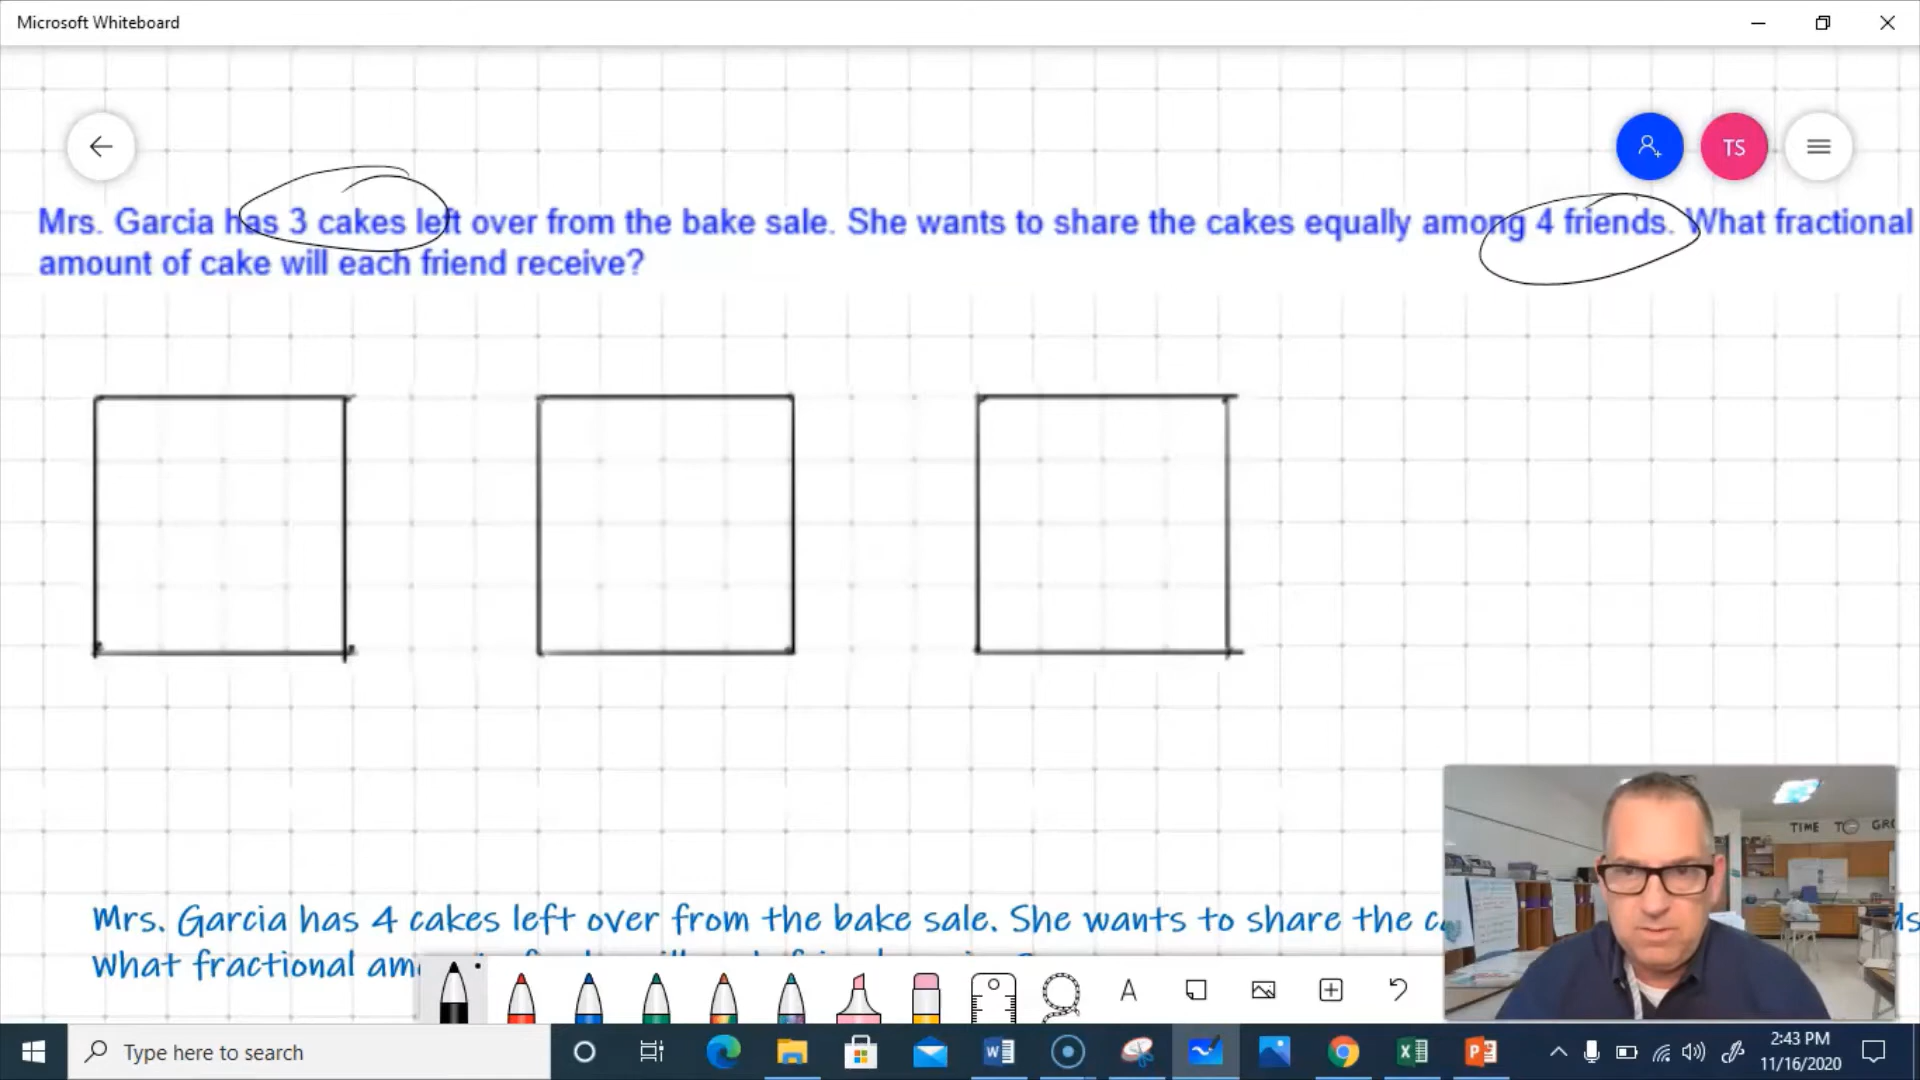 Microsoft Whiteboard
TS
Mrs. Garcia has 3 cakes left over from the bake sale. She wants to share the cakes equally among 4 friends. What fractional
amount of cake will each friend receive?
TIME TO GR
Mrs. Garcia has 4 cakes left over from the bake sale. She wants to share the
What fractional
A
Type here to search
2:43 PM
11/16/2020